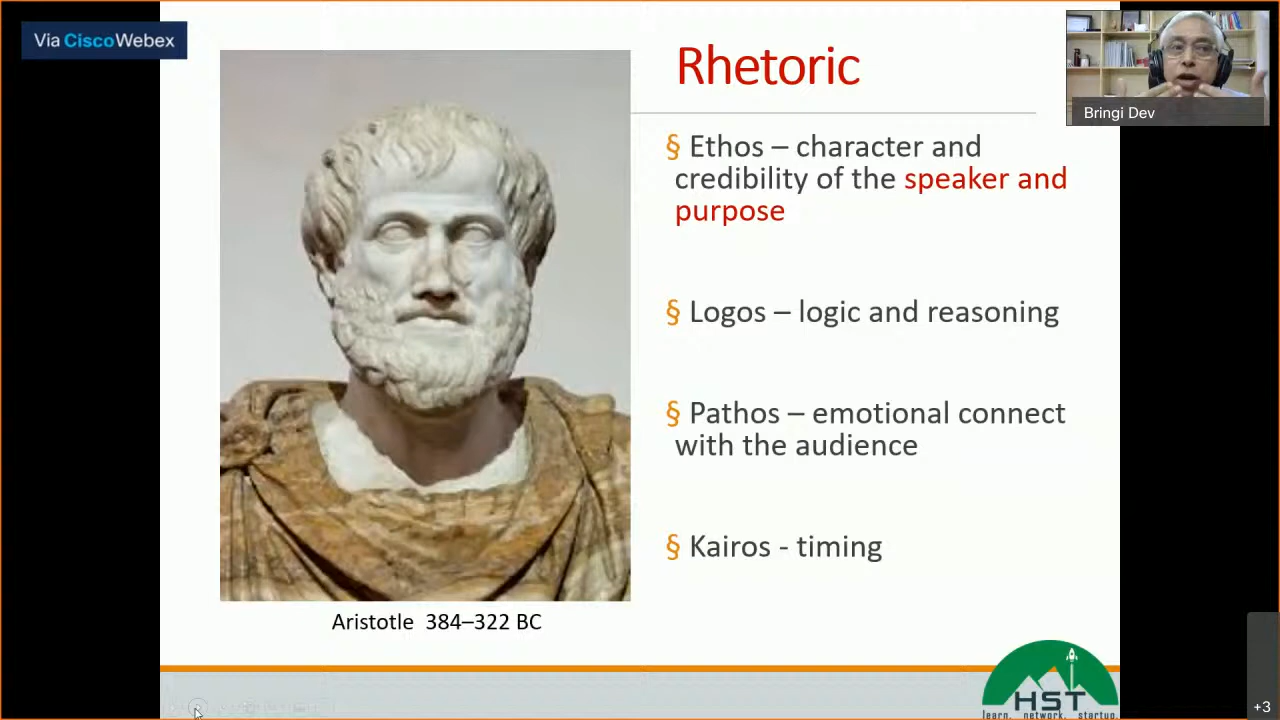 Via CiscoWebex
Rhetoric
Bringi Dev
§ Ethos – character and
credibility of the speaker and
purpose
§ Logos – logic and reasoning
§ Pathos – emotional connect
with the audience
§ Kairos - timing
Aristotle 384–322 BC
HST
learn. network. startup.
+3